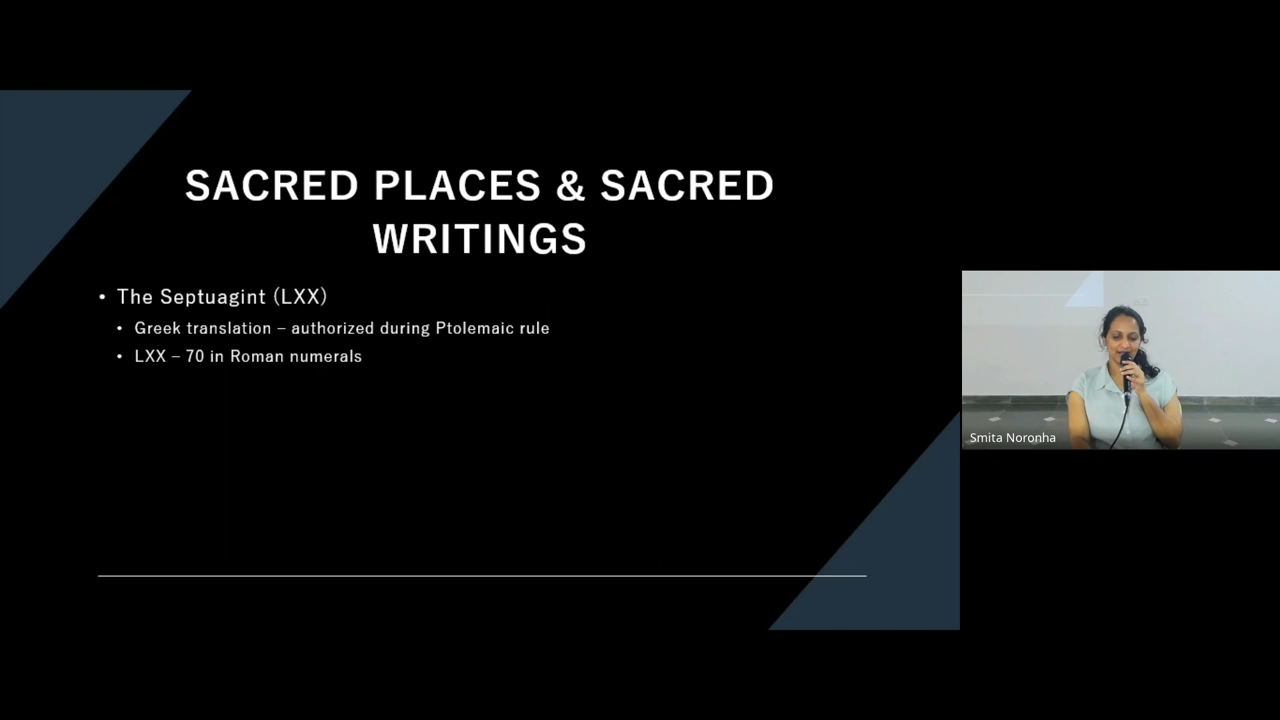 SACRED PLACES & SACRED
WRITINGS
• The Septuagint (LXX)
• Greek translation – authorized during Ptolemaic rule
• LXX – 70 in Roman numerals
Smita Noronha